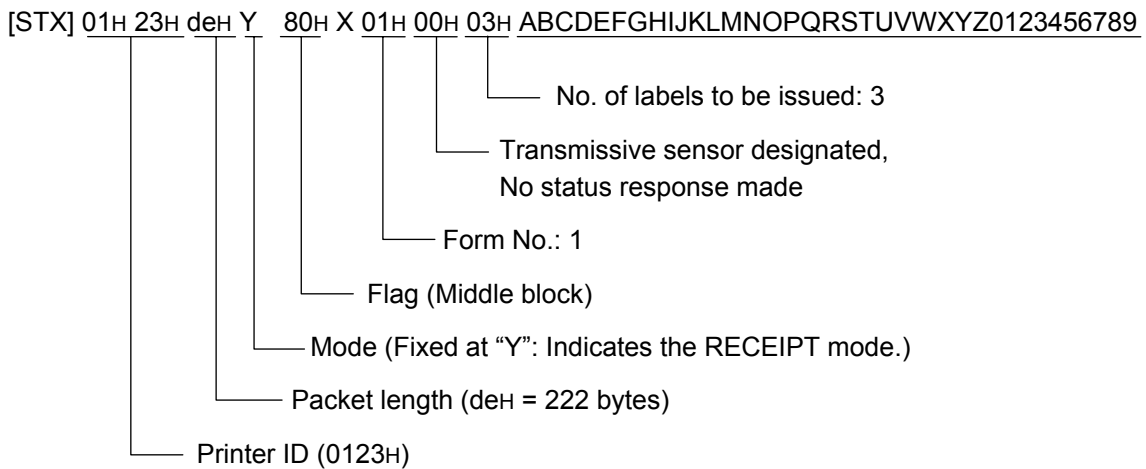 [STX] 01H 23H deH Y 80H X 01H 00H 03H ABCDEFGHIJKLMNOPQRSTUVWXYZ0123456789
No. of labels to be issued: 3
Transmissive sensor designated,
No status response made
Form No.: 1
Flag (Middle block)
Mode (Fixed at “Y”: Indicates the RECEIPT mode.)
Packet length (deH = 222 bytes)
Printer ID (0123H)